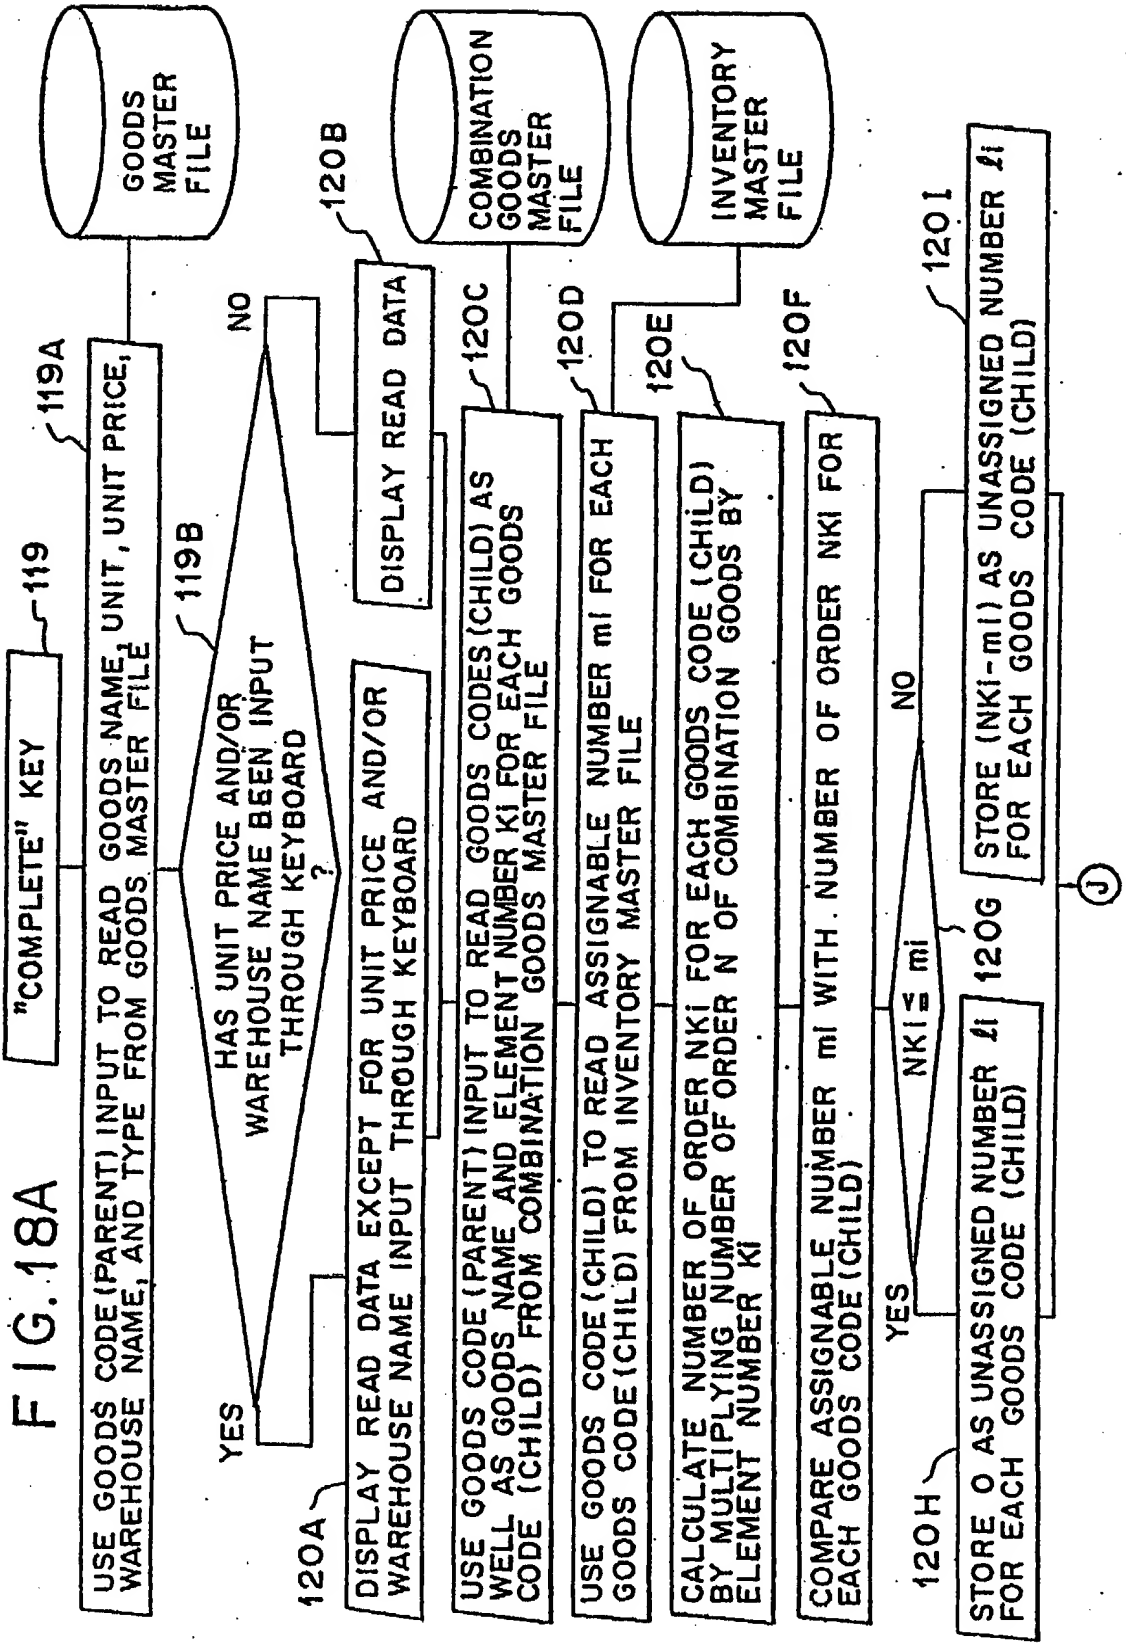 FIG. 18A
"COMPLETE" KEY
119
119A
USE GOODS CODE (PARENT) INPUT TO READ GOODS NAME, UNIT, UNIT PRICE,
WAREHOUSE NAME, AND TYPE FROM GOODS MASTER FILE
GOODS
MASTER
FILE
119B
HAS UNIT PRICE AND/OR
WAREHOUSE NAME BEEN INPUT
THROUGH KEYBOARD
?
YES
NO
120A
DISPLAY READ DATA EXCEPT FOR UNIT PRICE AND/OR
WAREHOUSE NAME INPUT THROUGH KEYBOARD
120B
DISPLAY READ DATA
120C
USE GOODS CODE (PARENT) INPUT TO READ GOODS CODES (CHILD) AS
WELL AS GOODS NAME AND ELEMENT NUMBER Ki FOR EACH GOODS
CODE (CHILD) FROM COMBINATION GOODS MASTER FILE
COMBINATION
GOODS
MASTER
FILE
120D
USE GOODS CODE (CHILD) TO READ ASSIGNABLE NUMBER mi FOR EACH
GOODS CODE (CHILD) FROM INVENTORY MASTER FILE
INVENTORY
MASTER
FILE
120E
CALCULATE NUMBER OF ORDER NKi FOR EACH GOODS CODE (CHILD)
BY MULTIPLYING NUMBER OF ORDER N OF COMBINATION GOODS BY
ELEMENT NUMBER Ki
120F
COMPARE ASSIGNABLE NUMBER mi WITH NUMBER OF ORDER NKi FOR
EACH GOODS CODE (CHILD)
NKi ≦ mi
120G
YES
NO
120H
STORE 0 AS UNASSIGNED NUMBER ℓi
FOR EACH GOODS CODE (CHILD)
120I
STORE (NKi-mi) AS UNASSIGNED NUMBER ℓi
FOR EACH GOODS CODE (CHILD)
J